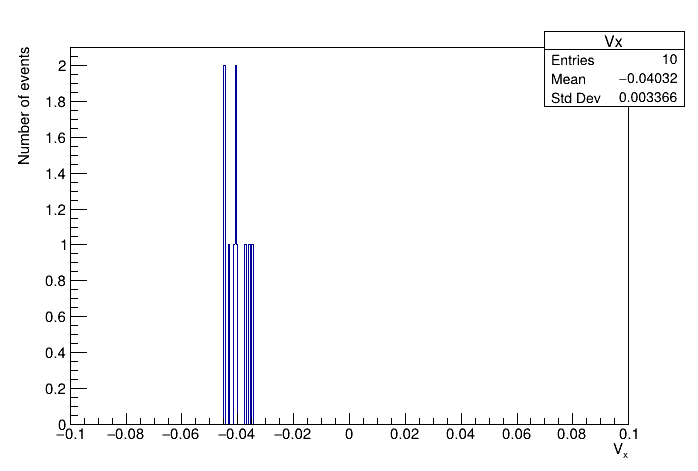 Vx
Entries 10
Mean −0.04032
Std Dev 0.003366
Number of events
2
1.8
1.6
1.4
1.2
1
0.8
0.6
0.4
0.2
0
−0.1 −0.08 −0.06 −0.04 −0.02 0 0.02 0.04 0.06 0.08 0.1
Vx